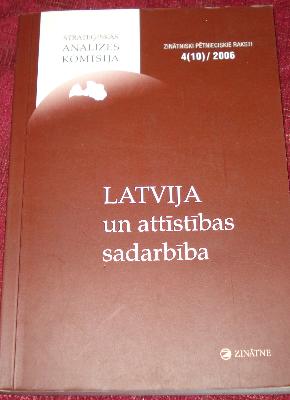 STRATĒĢISKĀS
ANALĪZES
KOMISIJA
ZINĀTNISKI PĒTNIECISKIE RAKSTI
4(10)/2006
LATVIJA
un attīstības
sadarbība
ZINĀTNE